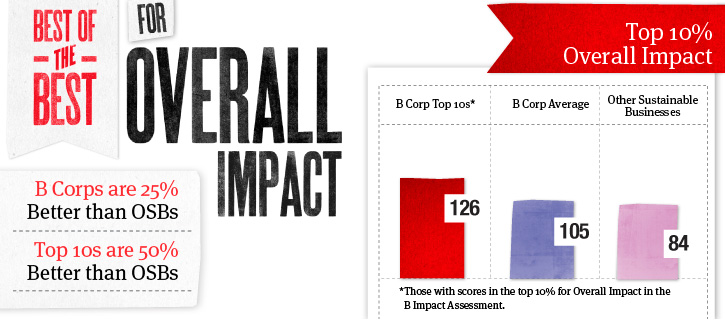 BEST OF
THE
BEST
FOR
OVERALL
IMPACT
B Corps are 25%
Better than OSBs
Top 10s are 50%
Better than OSBs
Top 10%
Overall Impact
B Corp Top 10s*
B Corp Average
Other Sustainable
Businesses
126
105
84
*Those with scores in the top 10% for Overall Impact in the
B Impact Assessment.